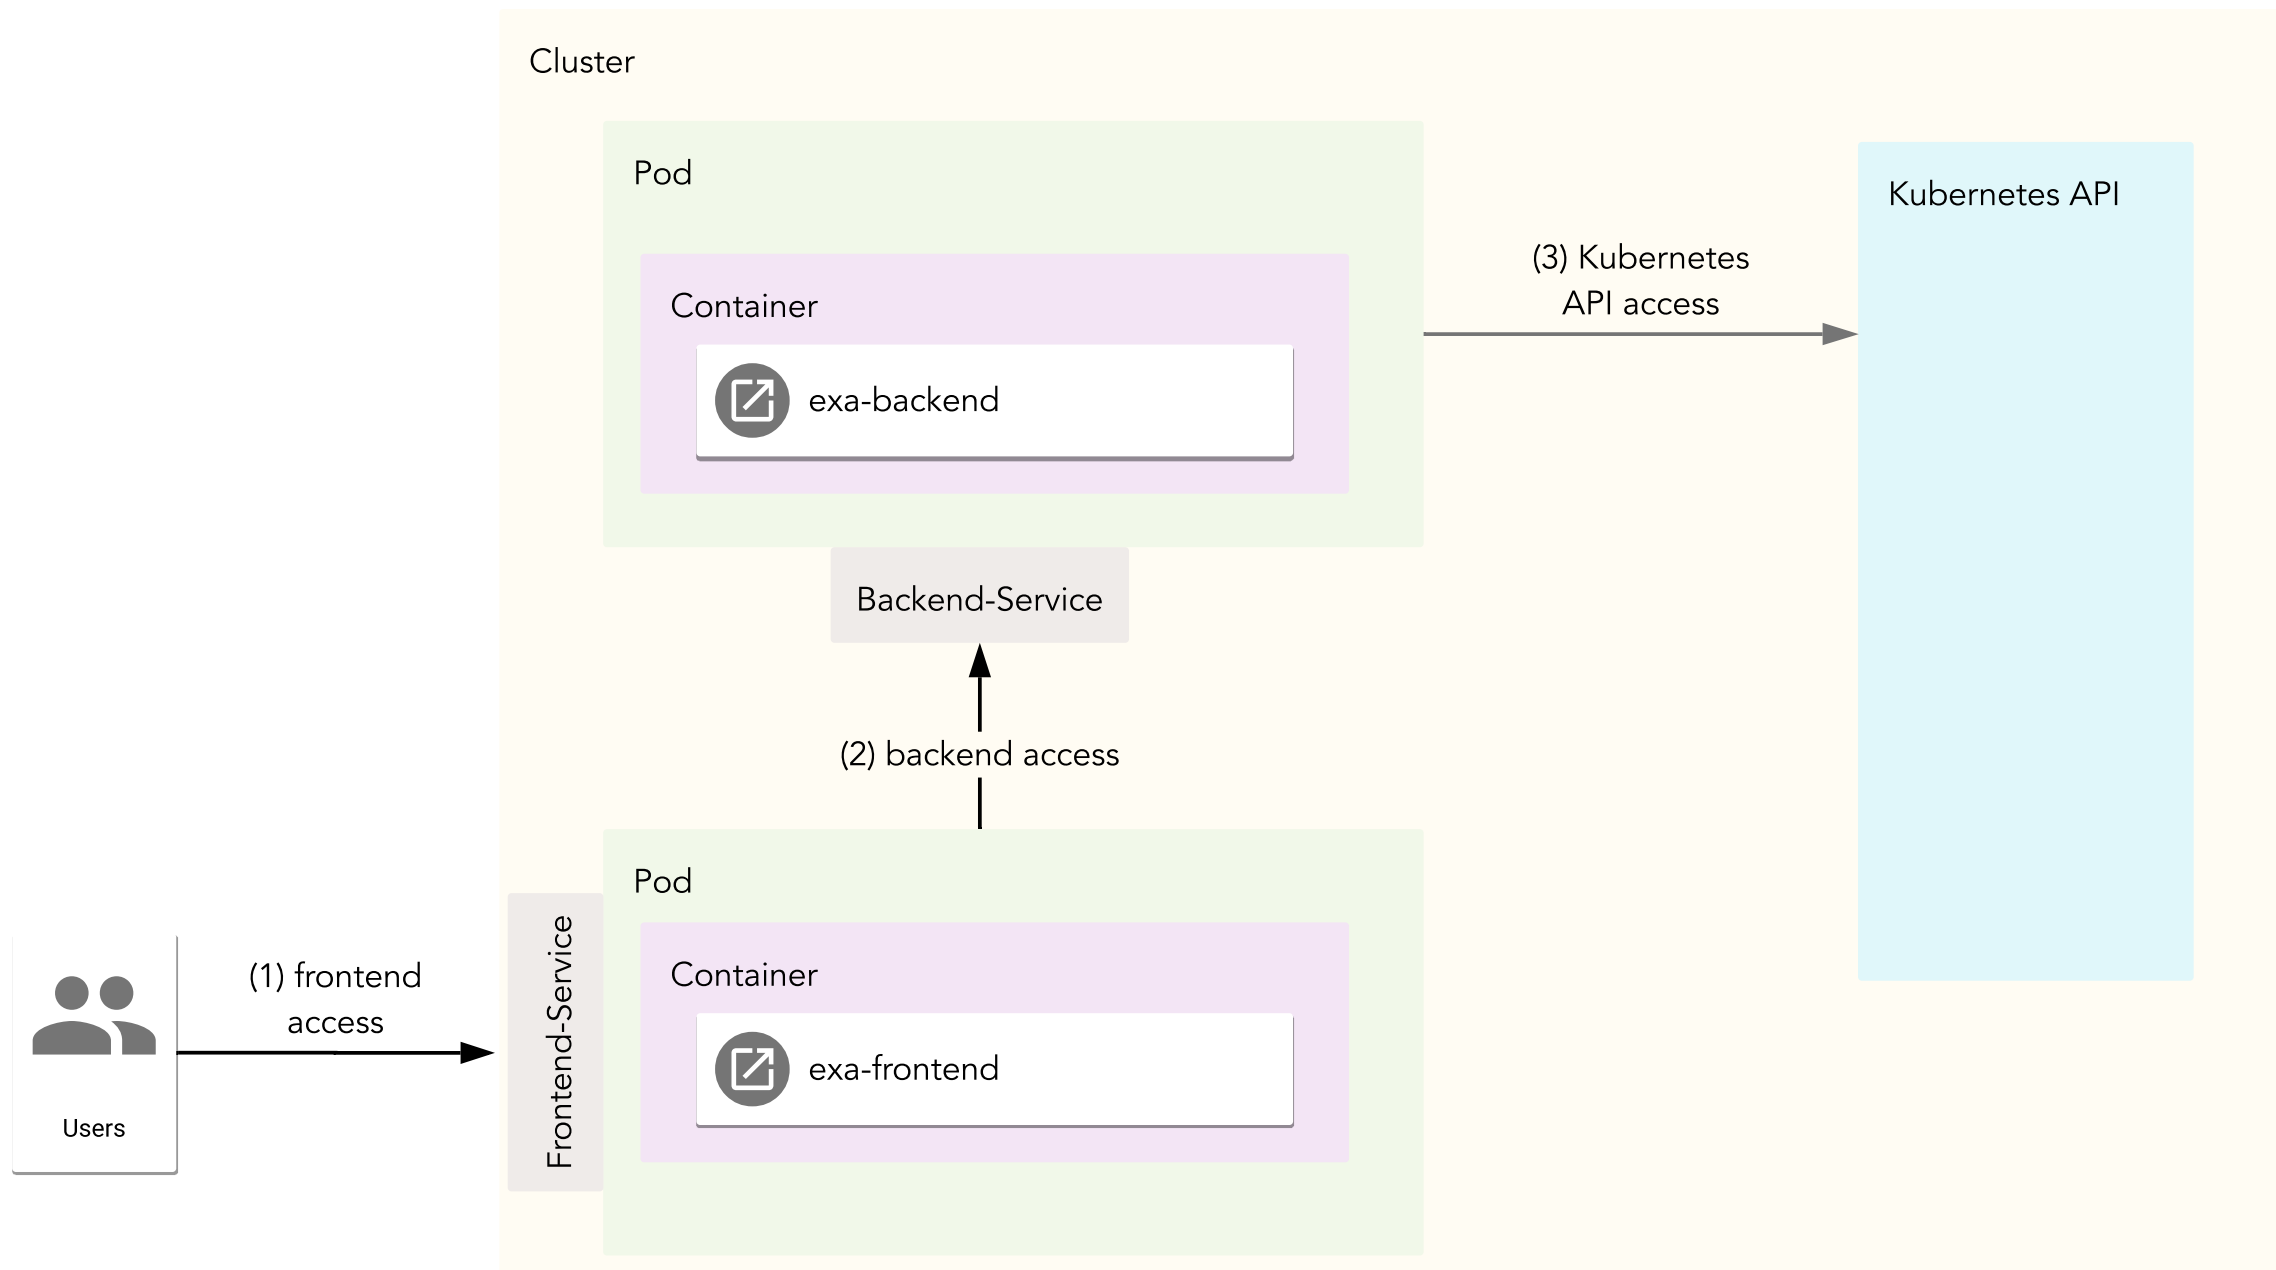 Cluster
Pod
Container
exa-backend
(3) Kubernetes
API access
Kubernetes API
Backend-Service
(2) backend access
Pod
Container
exa-frontend
Frontend-Service
(1) frontend
access
Users